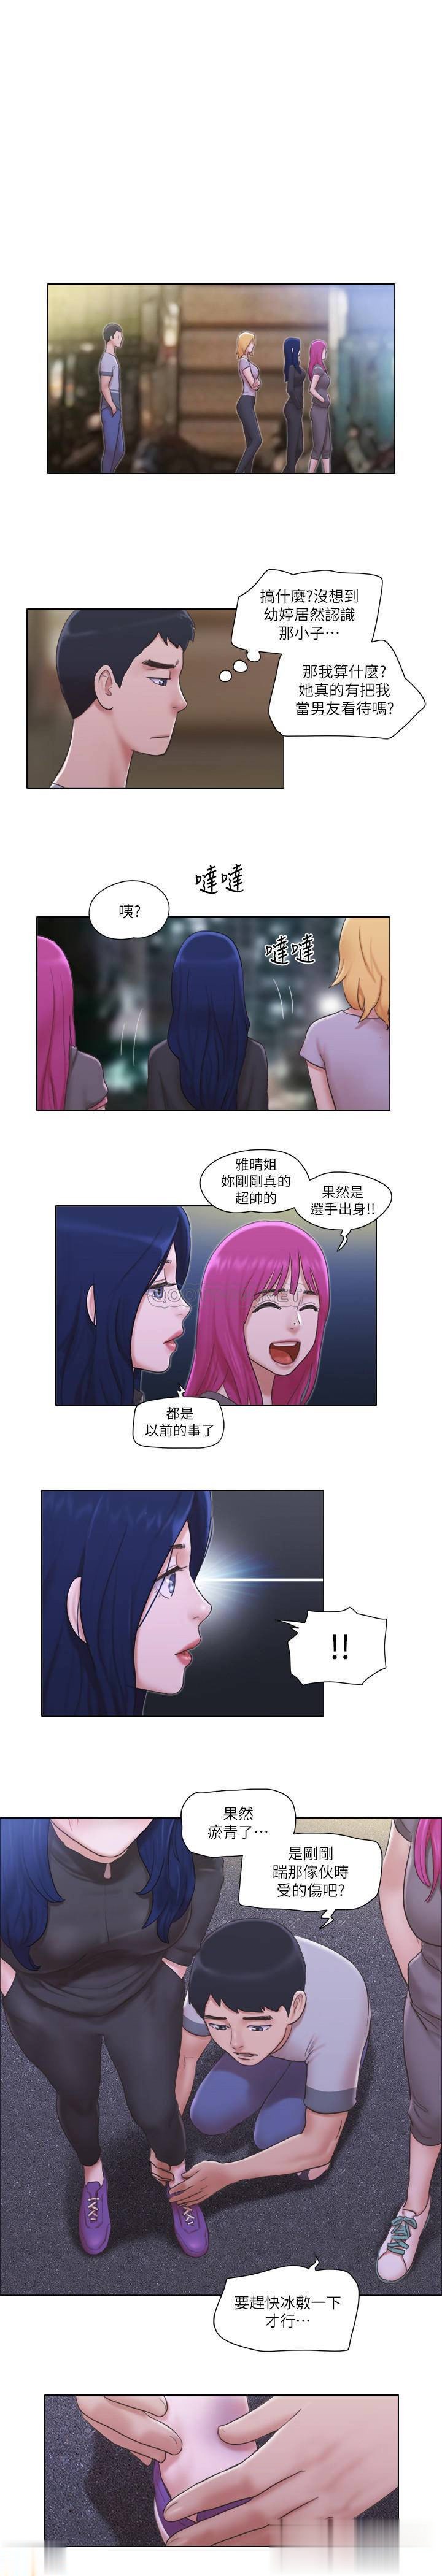 搞什麼?沒想到
幼婷居然認識
那小子…
那我算什麼?
她真的有把我
當男友看待嗎?
噠噠
咦?
噠噠
雅晴姐
妳剛剛真的
超帥的
果然是
選手出身!!
都是
以前的事了
!!
果然
瘀青了…
是剛剛
踹那傢伙時
受的傷吧?
要趕快冰敷一下
才行…